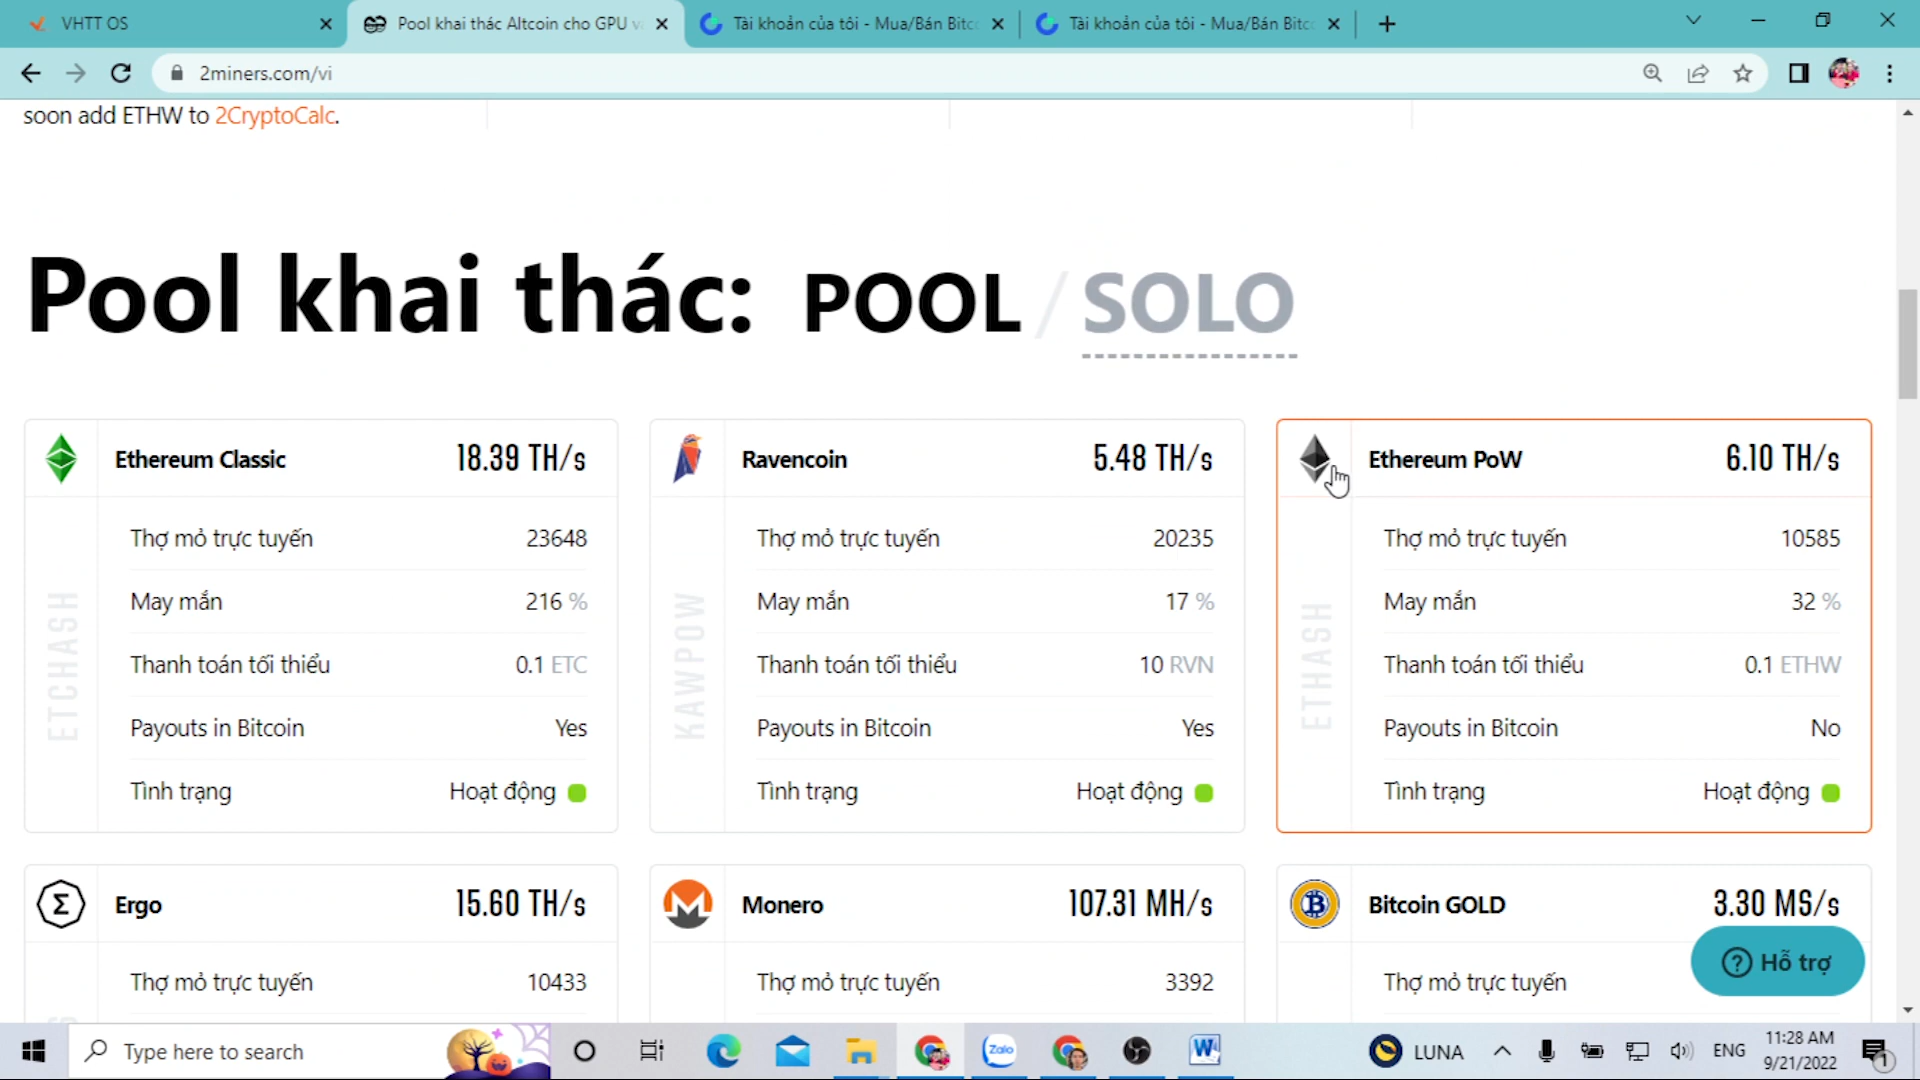 VHTT OS
Pool khai thác Altcoin cho GPU v
Tài khoản của tôi - Mua/Bán Bitc
Tài khoản của tôi - Mua/Bán Bitc
2miners.com/vi
soon add ETHW to 2CryptoCalc.
Pool khai thác: POOL / SOLO
Ethereum Classic 18.39 TH/s
Thợ mỏ trực tuyến 23648
May mắn 216 %
Thanh toán tối thiểu 0.1 ETC
Payouts in Bitcoin Yes
Tình trạng Hoạt động
ETCHASH
Ravencoin 5.48 TH/s
Thợ mỏ trực tuyến 20235
May mắn 17 %
Thanh toán tối thiểu 10 RVN
Payouts in Bitcoin Yes
Tình trạng Hoạt động
KAWPOW
Ethereum PoW 6.10 TH/s
Thợ mỏ trực tuyến 10585
May mắn 32 %
Thanh toán tối thiểu 0.1 ETHW
Payouts in Bitcoin No
Tình trạng Hoạt động
ETHASH
Ergo 15.60 TH/s
Thợ mỏ trực tuyến 10433
Monero 107.31 MH/s
Thợ mỏ trực tuyến 3392
Bitcoin GOLD 3.30 MS/s
Thợ mỏ trực tuyến
Hỗ trợ
Type here to search
Zalo
LUNA
ENG
11:28 AM
9/21/2022
1